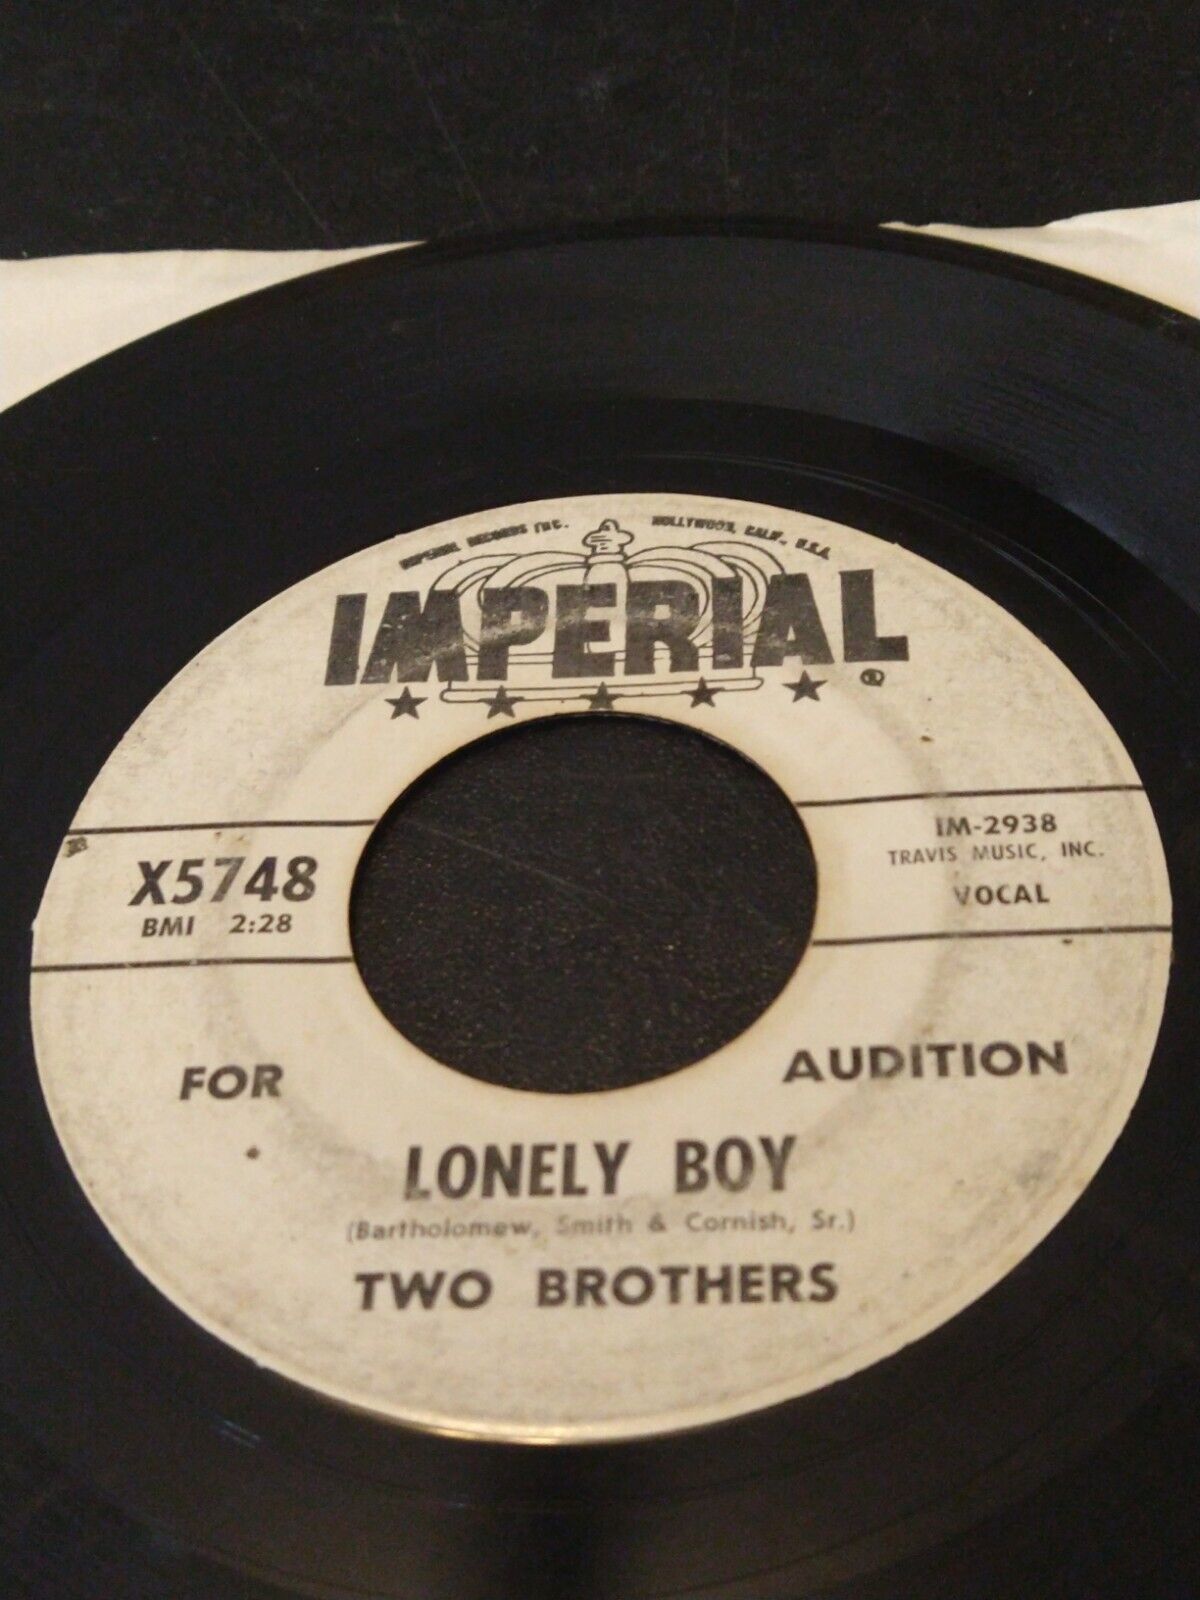 IMPERIAL RECORDS INC. HOLLYWOOD, CALIF., U.S.A.
IMPERIAL
®
X5748
BMI 2:28
IM-2938
TRAVIS MUSIC, INC.
VOCAL
FOR AUDITION
LONELY BOY
(Bartholomew, Smith & Cornish, Sr.)
TWO BROTHERS